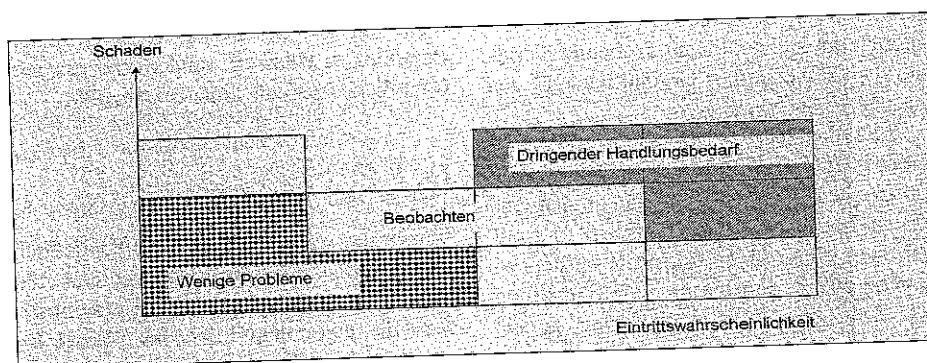 Schaden
Dringender Handlungsbedarf
Beobachten
Wenige Probleme
Eintrittswahrscheinlichkeit